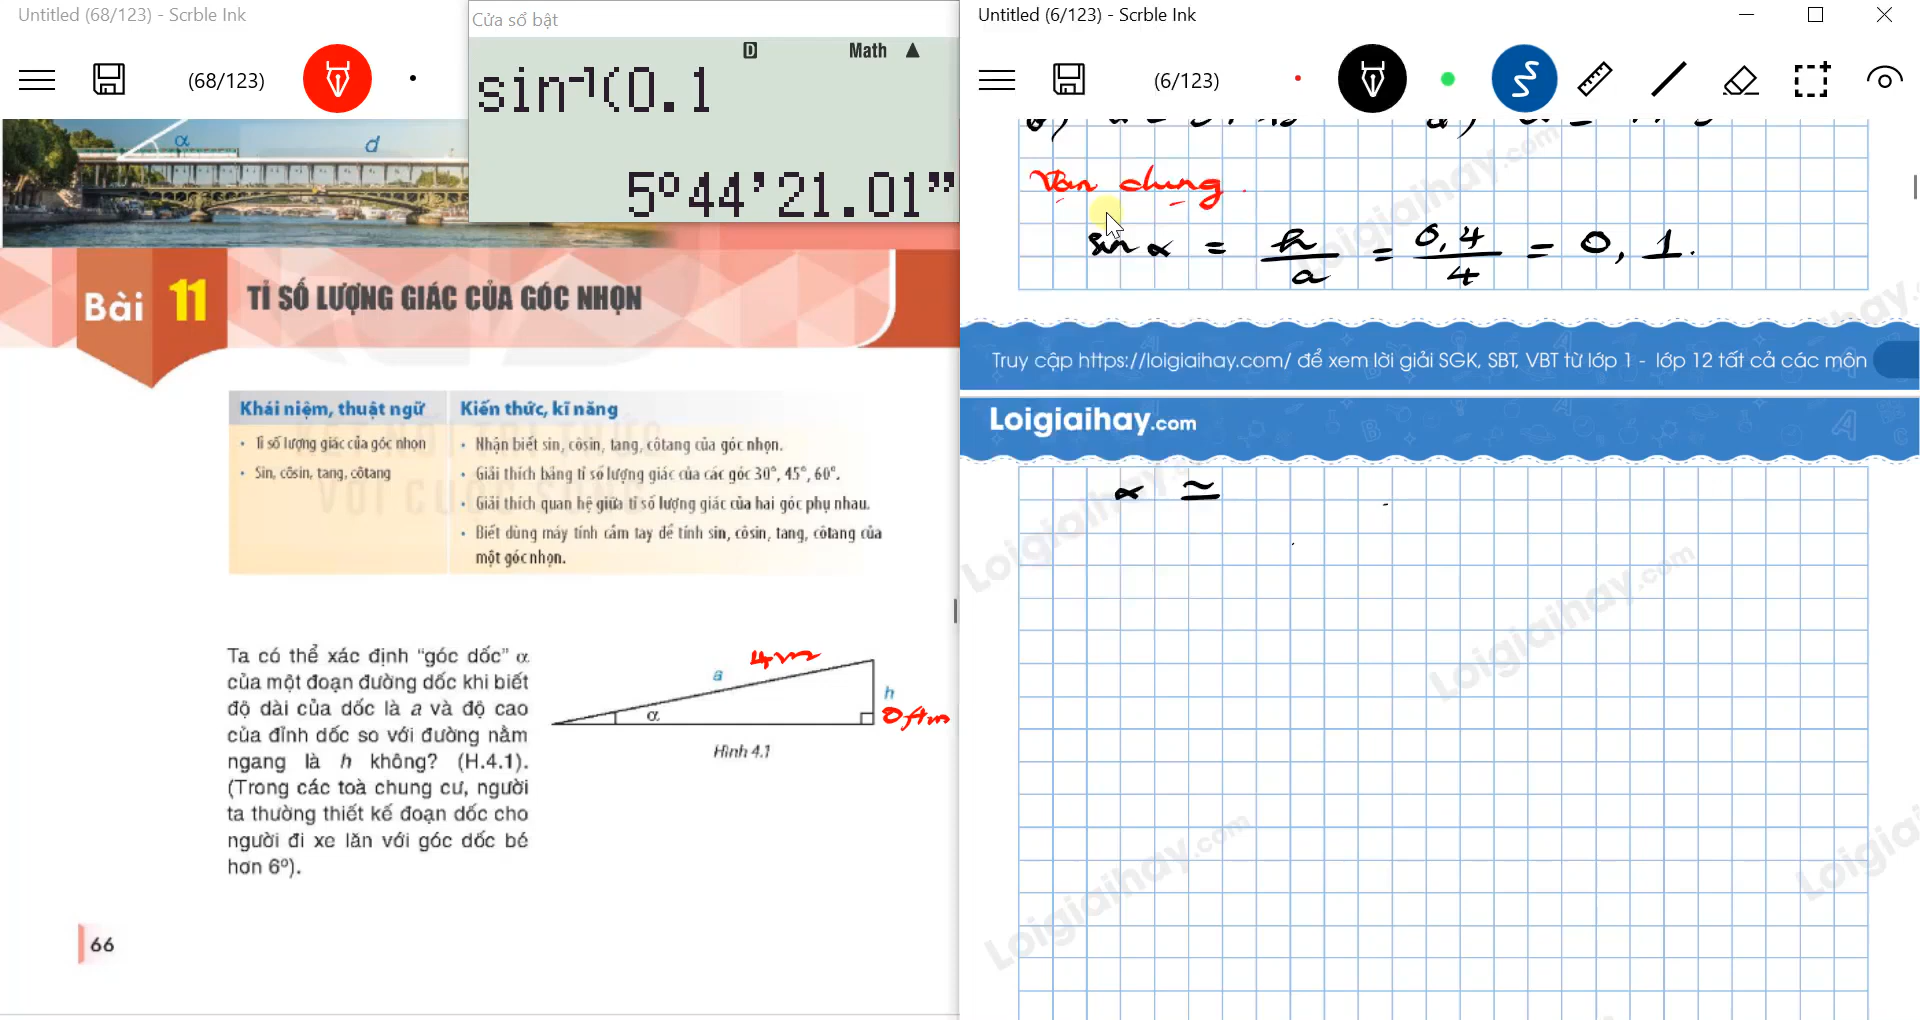 Untitled (68/123) - Scrble Ink
(68/123)
α
d
Cửa sổ bật
D Math ▲
sin⁻¹(0.1
5°44'21.01"
Bài 11 TỈ SỐ LƯỢNG GIÁC CỦA GÓC NHỌN
Khái niệm, thuật ngữ
• Tỉ số lượng giác của góc nhọn
• Sin, côsin, tang, côtang
Kiến thức, kĩ năng
• Nhận biết sin, côsin, tang, côtang của góc nhọn.
• Giải thích bảng tỉ số lượng giác của các góc 30°, 45°, 60°.
• Giải thích quan hệ giữa tỉ số lượng giác của hai góc phụ nhau.
• Biết dùng máy tính cầm tay để tính sin, côsin, tang, côtang của
một góc nhọn.
Ta có thể xác định "góc dốc" α
của một đoạn đường dốc khi biết
độ dài của dốc là a và độ cao
của đỉnh dốc so với đường nằm
ngang là h không? (H.4.1).
(Trong các toà chung cư, người
ta thường thiết kế đoạn dốc cho
người đi xe lăn với góc dốc bé
hơn 6º).
4m
a
h
α
0,4m
Hình 4.1
66
Untitled (6/123) - Scrble Ink
(6/123)
Vận dụng.
sin α = h/a = 0,4/4 = 0,1.
Truy cập https://loigiaihay.com/ để xem lời giải SGK, SBT, VBT từ lớp 1 - lớp 12 tất cả các môn
Loigiaihay.com
α ≃